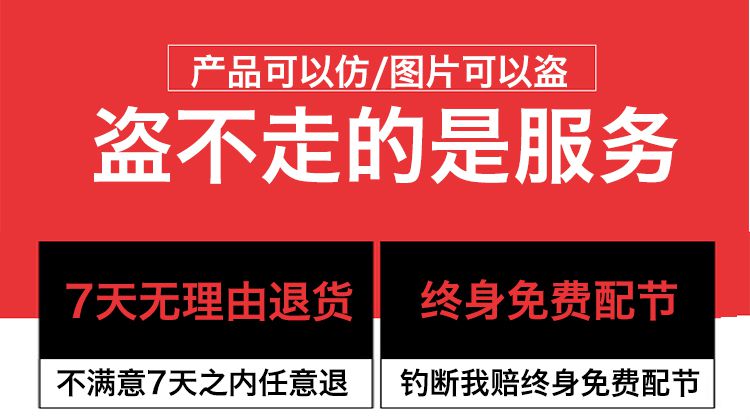 产品可以仿/图片可以盗
盗不走的是服务
7天无理由退货
终身免费配节
不满意7天之内任意退
钓断我赔终身免费配节